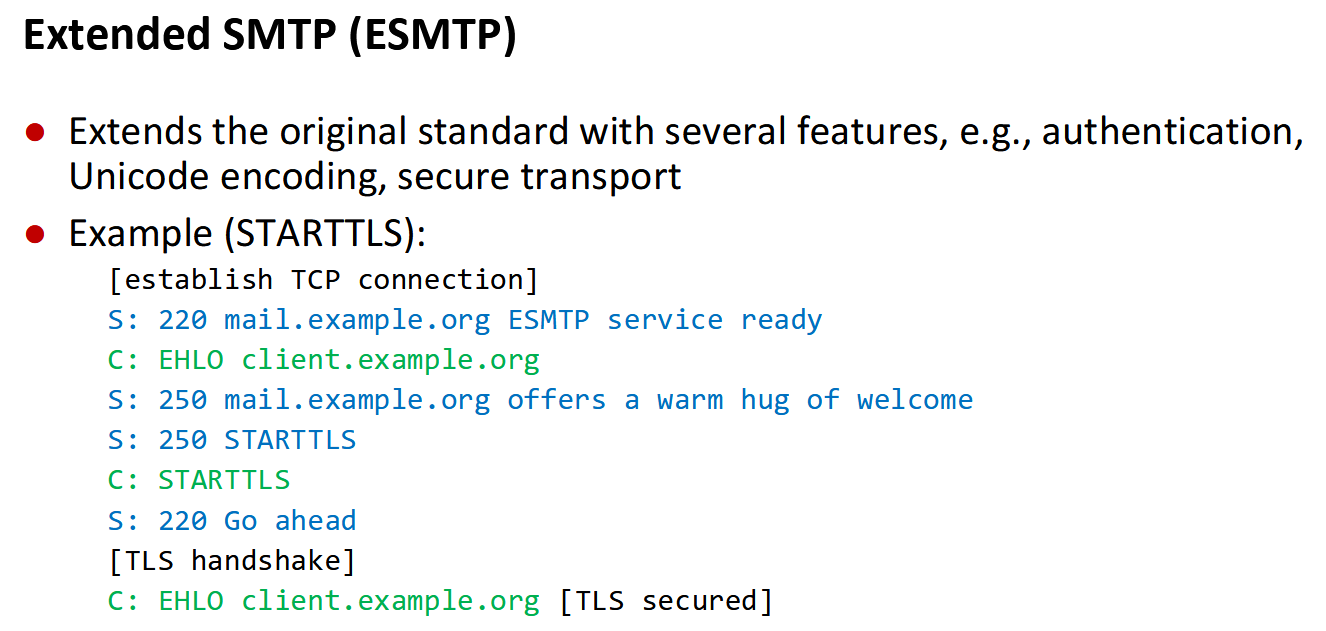 Extended SMTP (ESMTP)
● Extends the original standard with several features, e.g., authentication,
Unicode encoding, secure transport
● Example (STARTTLS):
[establish TCP connection]
S: 220 mail.example.org ESMTP service ready
C: EHLO client.example.org
S: 250 mail.example.org offers a warm hug of welcome
S: 250 STARTTLS
C: STARTTLS
S: 220 Go ahead
[TLS handshake]
C: EHLO client.example.org [TLS secured]